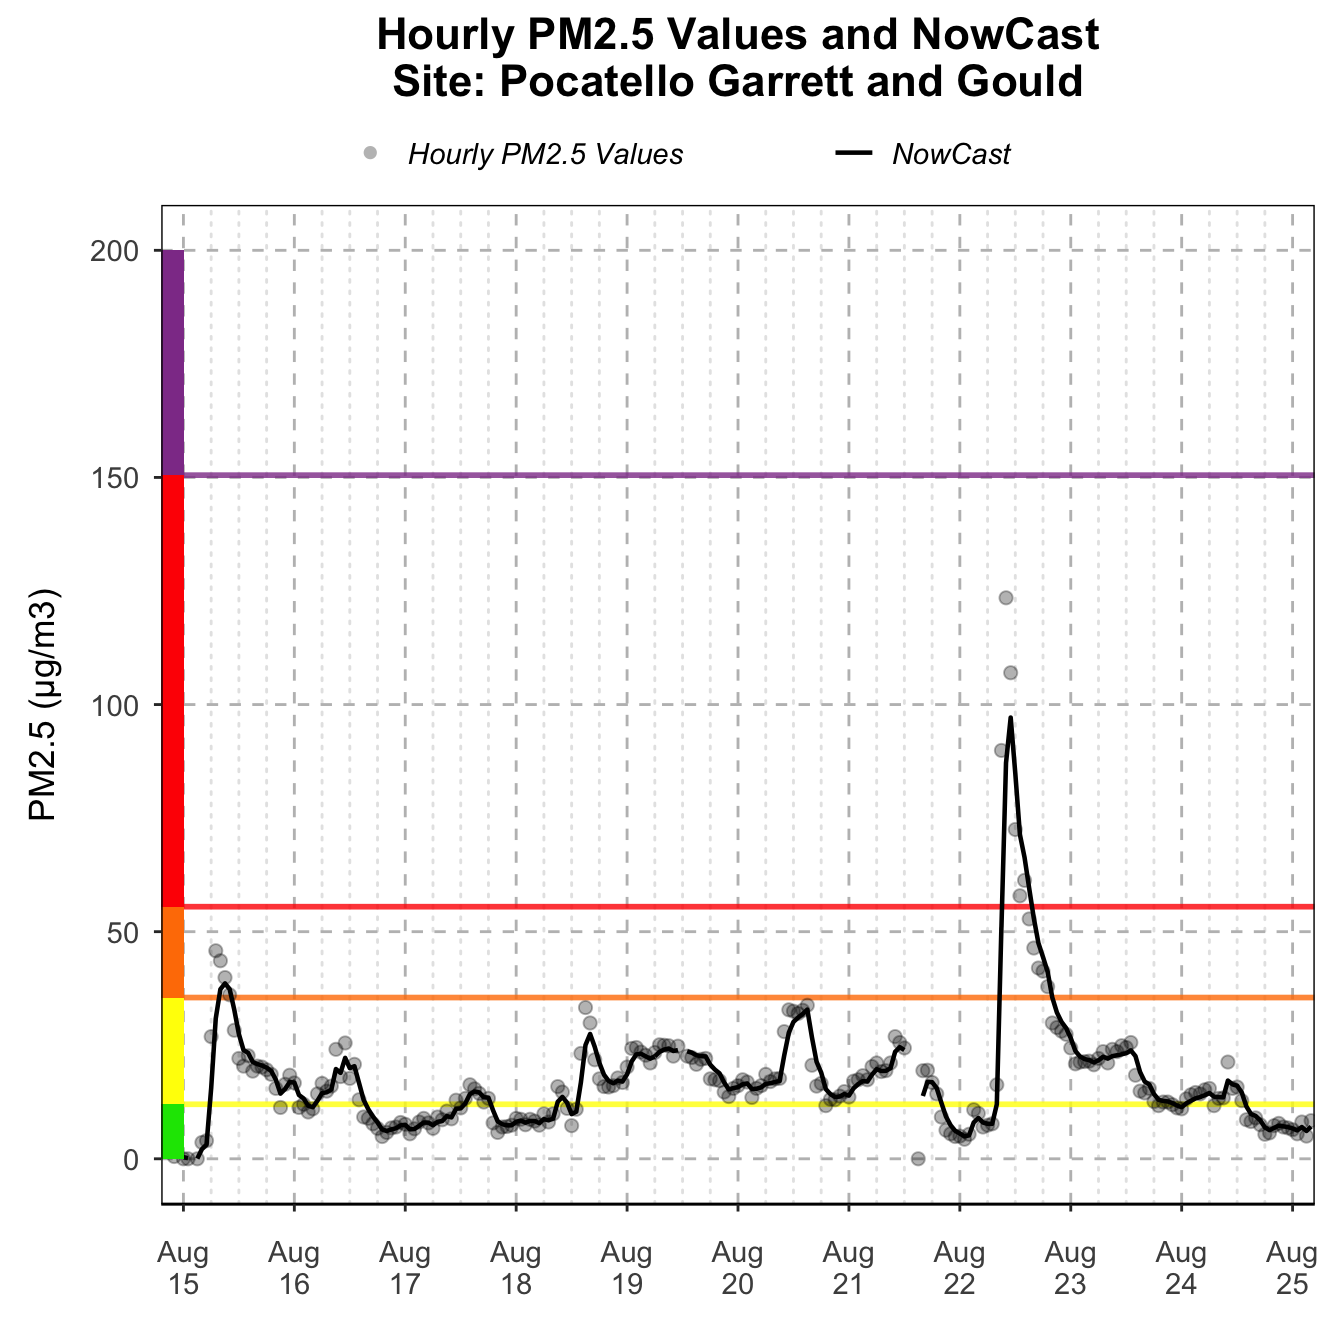 Hourly PM2.5 Values and NowCast
Site: Pocatello Garrett and Gould
Hourly PM2.5 Values
NowCast
PM2.5 (µg/m3)
200
150
100
50
0
Aug 15
Aug 16
Aug 17
Aug 18
Aug 19
Aug 20
Aug 21
Aug 22
Aug 23
Aug 24
Aug 25